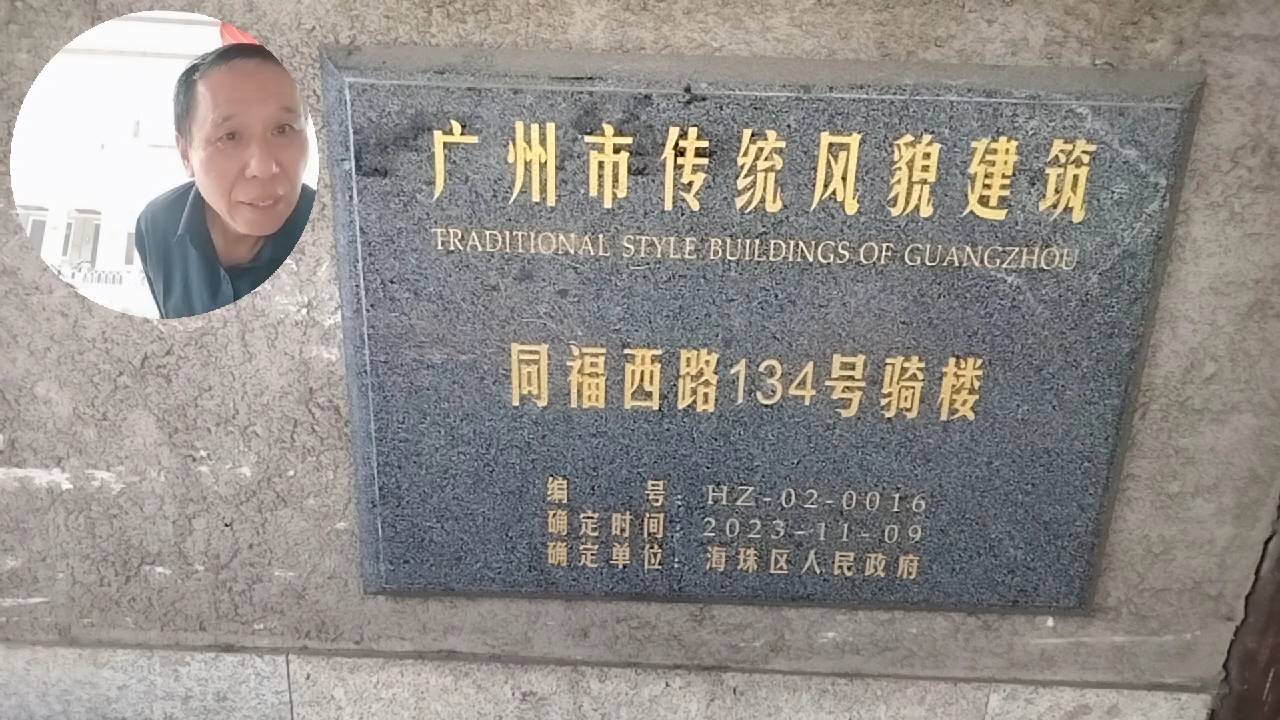 广州市传统风貌建筑
TRADITIONAL STYLE BUILDINGS OF GUANGZHOU
同福西路134号骑楼
编号：HZ-02-0016
确定时间：2023-11-09
确定单位：海珠区人民政府